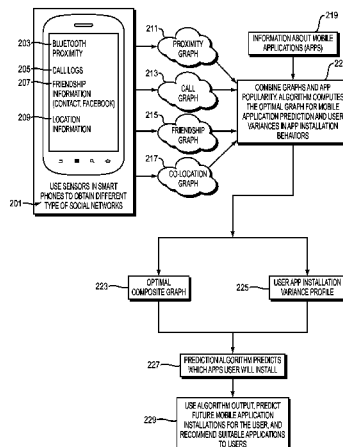 203
BLUETOOTH
PROXIMITY
205
CALL LOGS
207
FRIENDSHIP
INFORMATION
(CONTACT, FACEBOOK)
209
LOCATION
INFORMATION
USE SENSORS IN SMART
PHONES TO OBTAIN DIFFERENT
TYPE OF SOCIAL NETWORKS
201
211
PROXIMITY
GRAPH
213
CALL
GRAPH
215
FRIENDSHIP
GRAPH
217
CO-LOCATION
GRAPH
219
INFORMATION ABOUT MOBILE
APPLICATIONS (APPS)
22
COMBINE GRAPHS AND APP
POPULARITY. ALGORITHM COMPUTES
THE OPTIMAL GRAPH FOR MOBILE
APPLICATION PREDICTION AND USER
VARIANCES IN APP INSTALLATION
BEHAVIORS
223
OPTIMAL
COMPOSITE GRAPH
225
USER APP INSTALLATION
VARIANCE PROFILE
227
PREDICTION ALGORITHM PREDICTS
WHICH APPS USER WILL INSTALL
229
USE ALGORITHM OUTPUT, PREDICT
FUTURE MOBILE APPLICATION
INSTALLATIONS FOR THE USER, AND
RECOMMEND SUITABLE APPLICATIONS
TO USERS